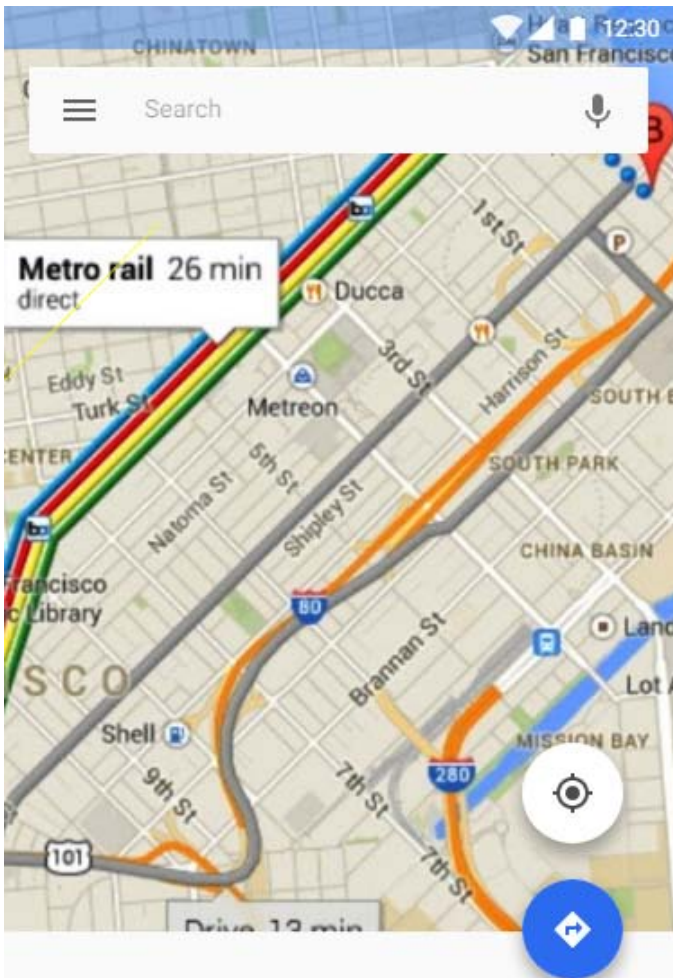 12:30
CHINATOWN
San Francisco
Search
B
1st St
P
Metro rail 26 min
direct
Ducca
3rd St
Harrison St
Eddy St
Turk St
Metreon
SOUTH
CENTER
5th St
SOUTH PARK
Natoma St
Shipley St
ba
CHINA BASIN
Francisco
c Library
80
Brannan St
Land
SCO
Lot
Shell
MISSION BAY
9th St
7th St
280
101
7th St
Drive 13 min